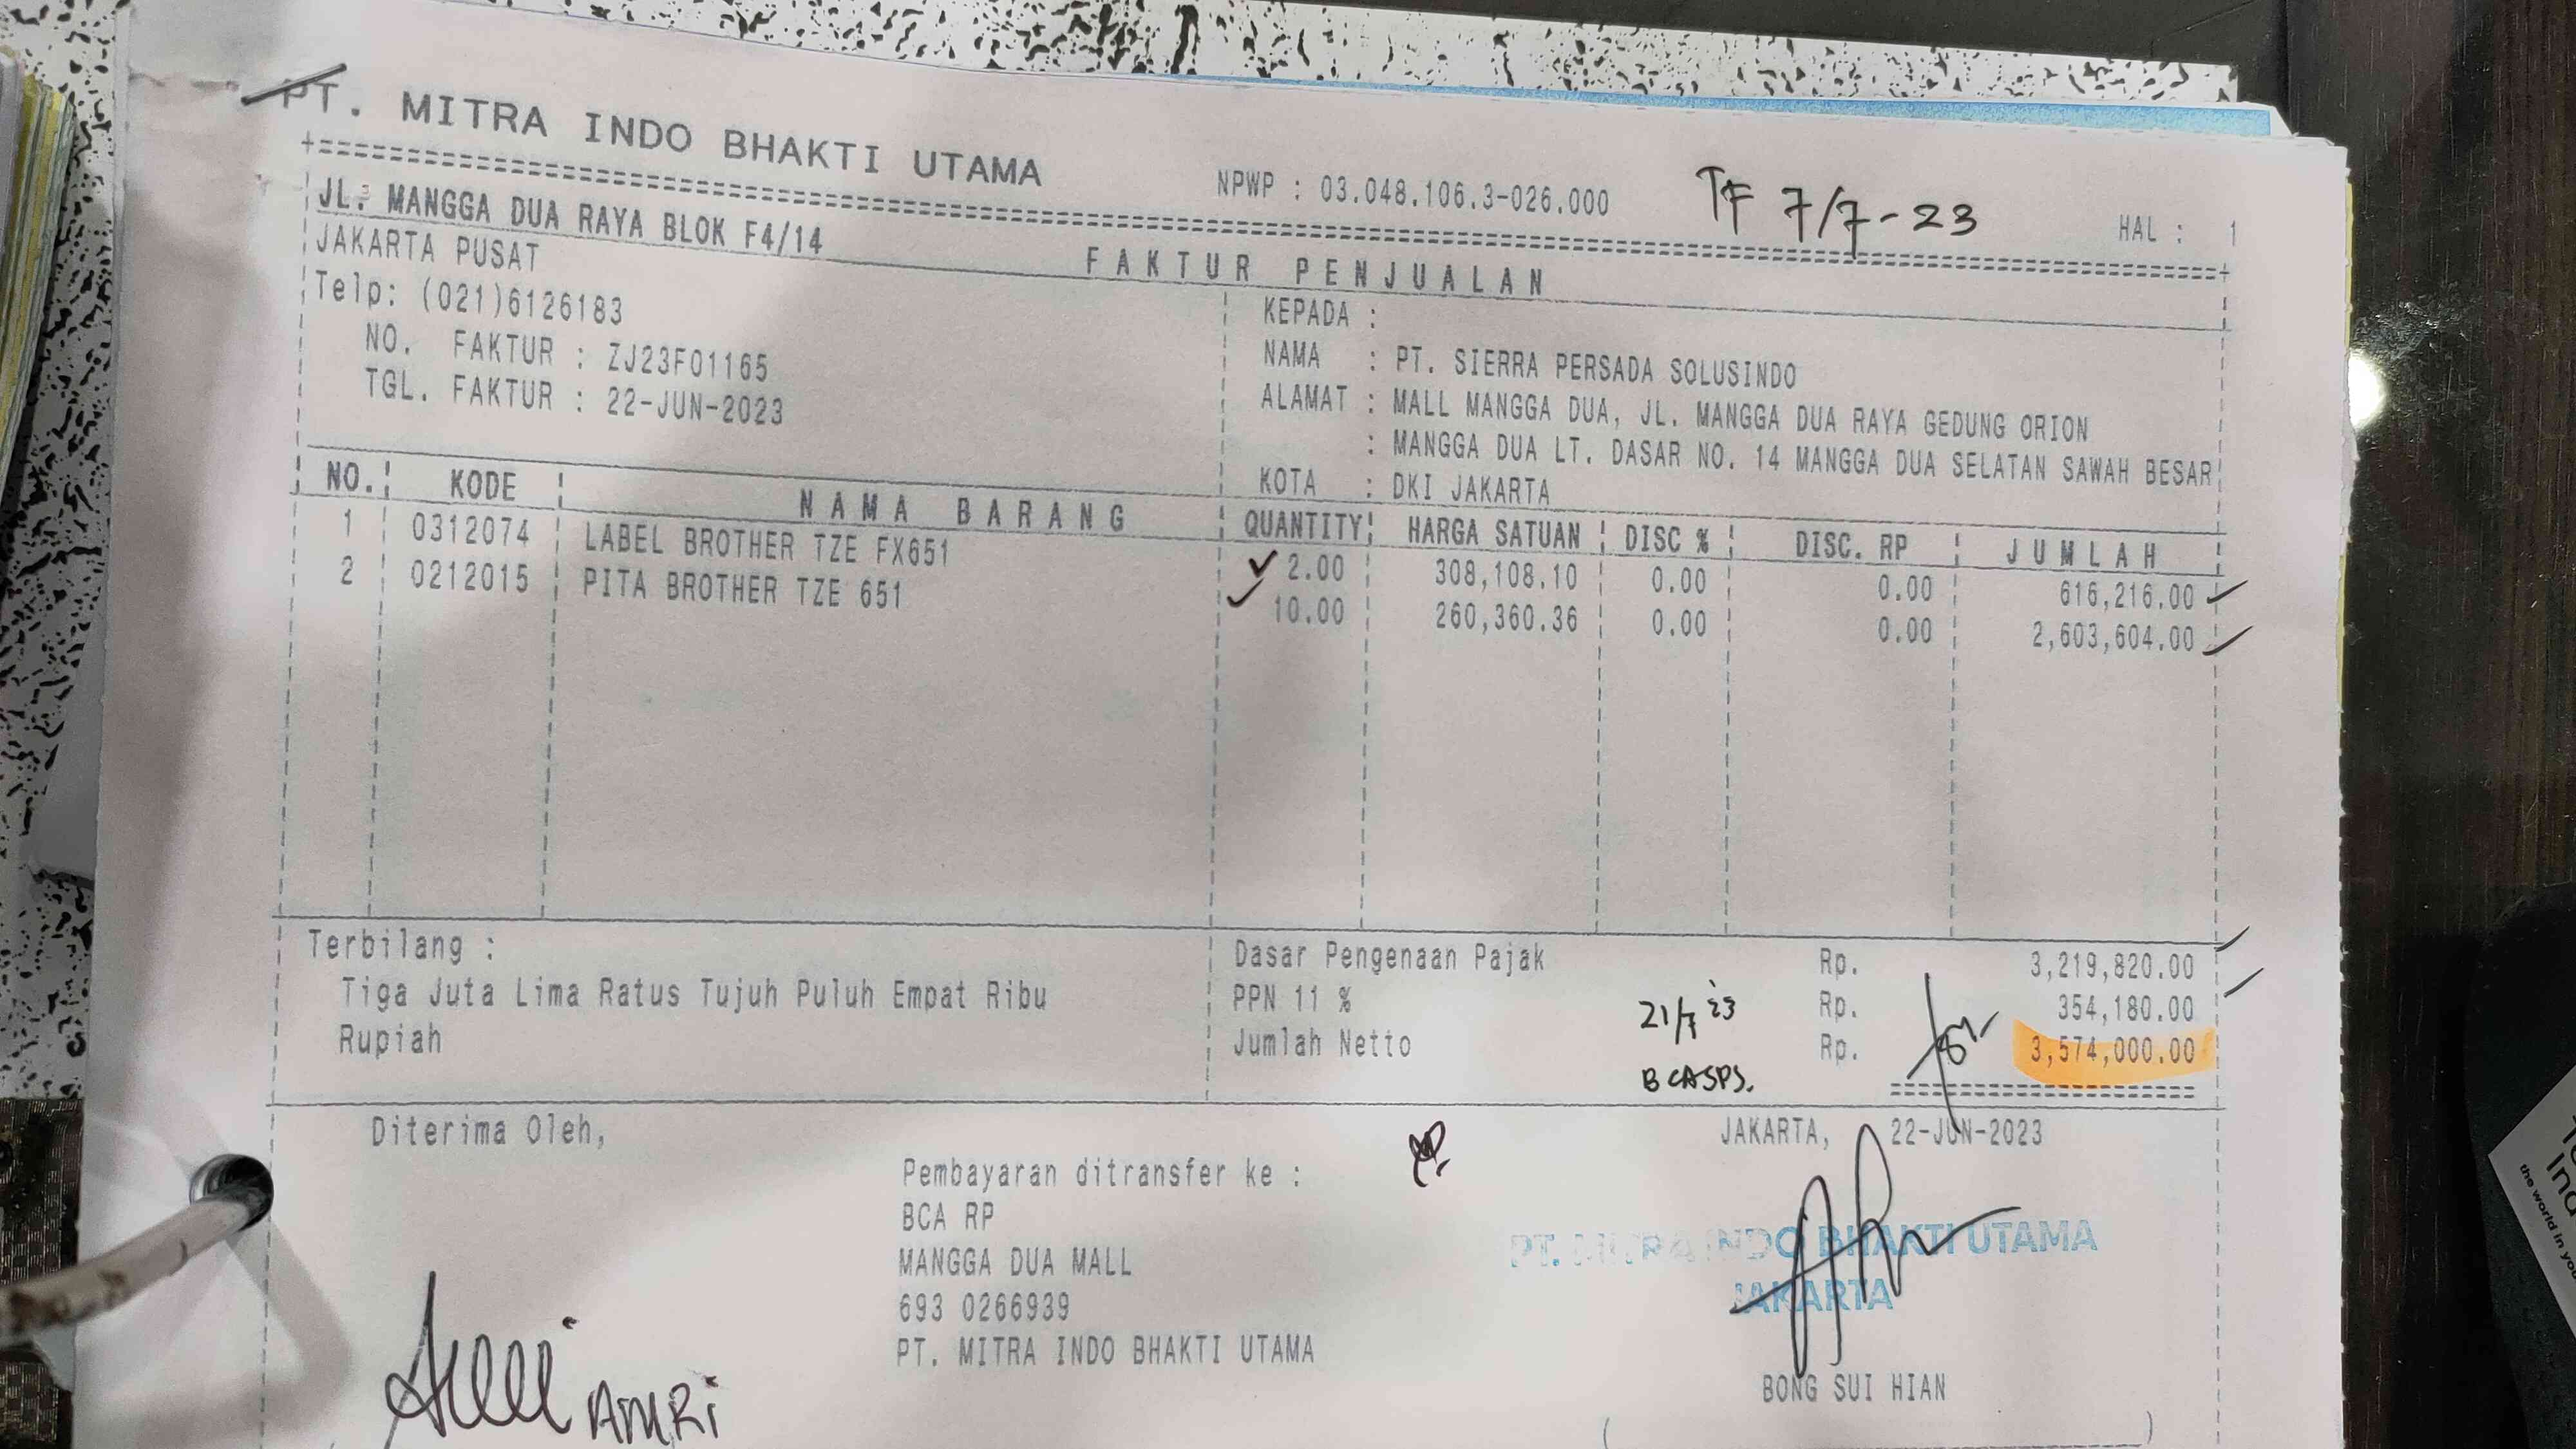 PT. MITRA INDO BHAKTI UTAMA
NPWP : 03.048.106.3-026.000
TF 7/7-23
HAL : 1
JL. MANGGA DUA RAYA BLOK F4/14
JAKARTA PUSAT
Telp: (021)6126183
NO. FAKTUR : ZJ23F01165
TGL. FAKTUR : 22-JUN-2023
FAKTUR PENJUALAN
KEPADA :
NAMA : PT. SIERRA PERSADA SOLUSINDO
ALAMAT : MALL MANGGA DUA, JL. MANGGA DUA RAYA GEDUNG ORION
: MANGGA DUA LT. DASAR NO. 14 MANGGA DUA SELATAN SAWAH BESAR
KOTA : DKI JAKARTA
NO. KODE NAMA BARANG QUANTITY HARGA SATUAN DISC % DISC. RP JUMLAH
1 0312074 LABEL BROTHER TZE FX651 2.00 308,108.10 0.00 0.00 616,216.00
2 0212015 PITA BROTHER TZE 651 10.00 260,360.36 0.00 0.00 2,603,604.00
Terbilang :
Tiga Juta Lima Ratus Tujuh Puluh Empat Ribu
Rupiah
Dasar Pengenaan Pajak Rp. 3,219,820.00
PPN 11 % Rp. 354,180.00
Jumlah Netto Rp. 3,574,000.00
21/7 '23
BCA SPS.
Diterima Oleh,
AMRi
Pembayaran ditransfer ke :
BCA RP
MANGGA DUA MALL
693 0266939
PT. MITRA INDO BHAKTI UTAMA
JAKARTA, 22-JUN-2023
PT. MITRA INDO BHAKTI UTAMA
JAKARTA
BONG SUI HIAN
( )
the world in